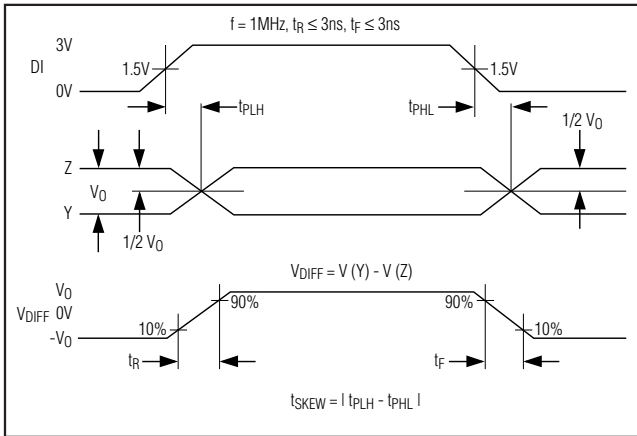 f = 1MHz, tR ≤ 3ns, tF ≤ 3ns
3V
DI
1.5V
1.5V
0V
tPLH
tPHL
1/2 VO
Z
VO
Y
1/2 VO
VDIFF = V (Y) - V (Z)
VO
90%
90%
VDIFF 0V
10%
10%
-VO
tR
tF
tSKEW = | tPLH - tPHL |